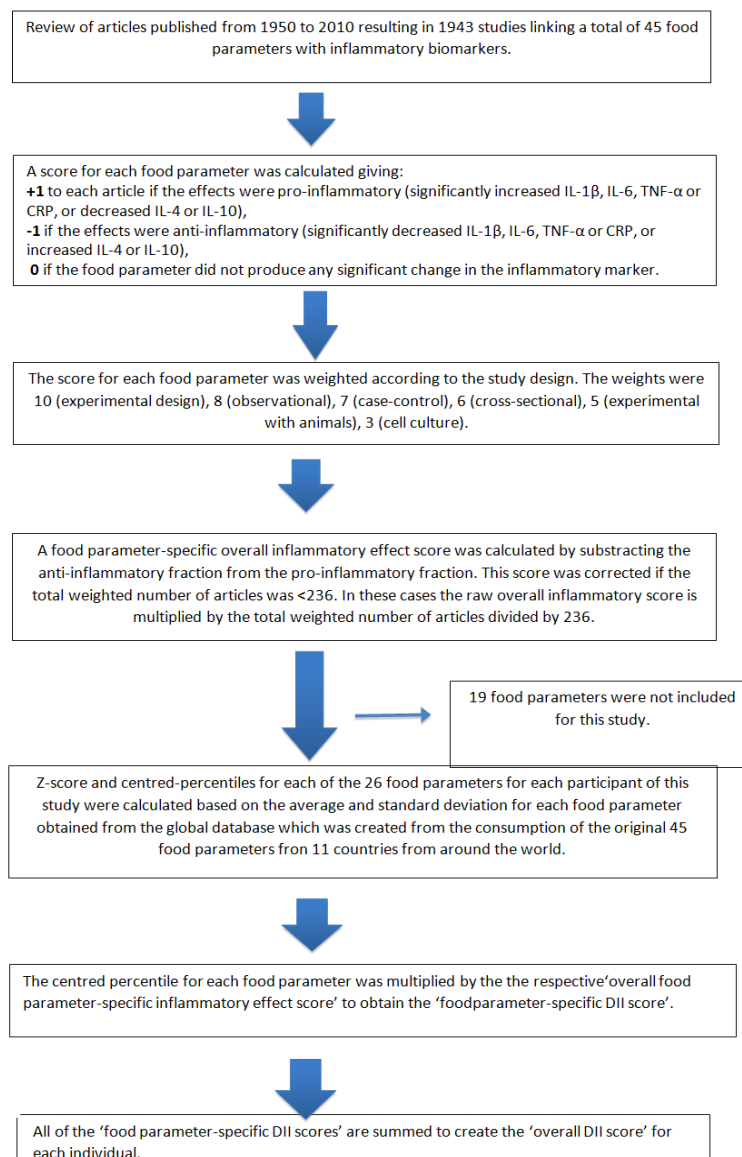 Review of articles published from 1950 to 2010 resulting in 1943 studies linking a total of 45 food
parameters with inflammatory biomarkers.
A score for each food parameter was calculated giving:
+1 to each article if the effects were pro-inflammatory (significantly increased IL-1β, IL-6, TNF-α or
CRP, or decreased IL-4 or IL-10),
-1 if the effects were anti-inflammatory (significantly decreased IL-1β, IL-6, TNF-α or CRP, or
increased IL-4 or IL-10),
0 if the food parameter did not produce any significant change in the inflammatory marker.
The score for each food parameter was weighted according to the study design. The weights were
10 (experimental design), 8 (observational), 7 (case-control), 6 (cross-sectional), 5 (experimental
with animals), 3 (cell culture).
A food parameter-specific overall inflammatory effect score was calculated by substracting the
anti-inflammatory fraction from the pro-inflammatory fraction. This score was corrected if the
total weighted number of articles was <236. In these cases the raw overall inflammatory score is
multiplied by the total weighted number of articles divided by 236.
19 food parameters were not included
for this study.
Z-score and centred-percentiles for each of the 26 food parameters for each participant of this
study were calculated based on the average and standard deviation for each food parameter
obtained from the global database which was created from the consumption of the original 45
food parameters fron 11 countries from around the world.
The centred percentile for each food parameter was multiplied by the the respective‘overall food
parameter-specific inflammatory effect score’ to obtain the ‘foodparameter-specific DII score’.
All of the ‘food parameter-specific DII scores’ are summed to create the ‘overall DII score’ for
each individual.